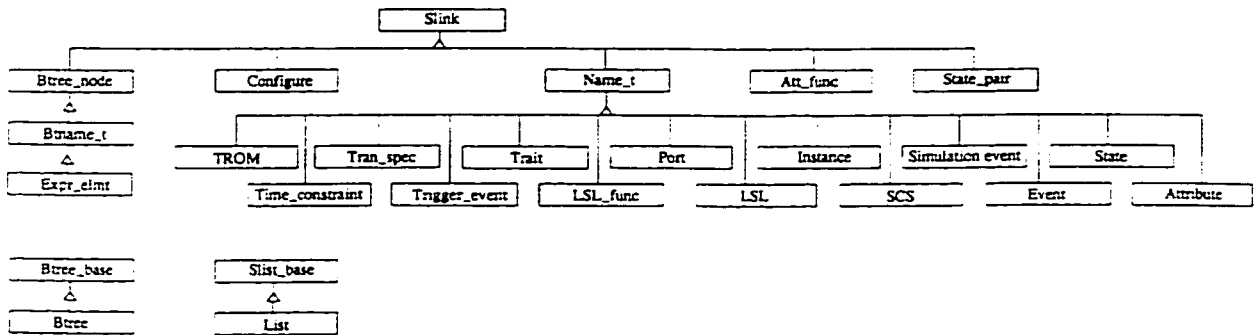 Slink
Btree_node
Configure
Name_t
Att_func
State_pair
Btname_t
TROM
Tran_spec
Trait
Port
Instance
Simulation event
State
Expr_elmt
Time_constraint
Trigger_event
LSL_func
LSL
SCS
Event
Attribute
Btree_base
Slist_base
Btree
List